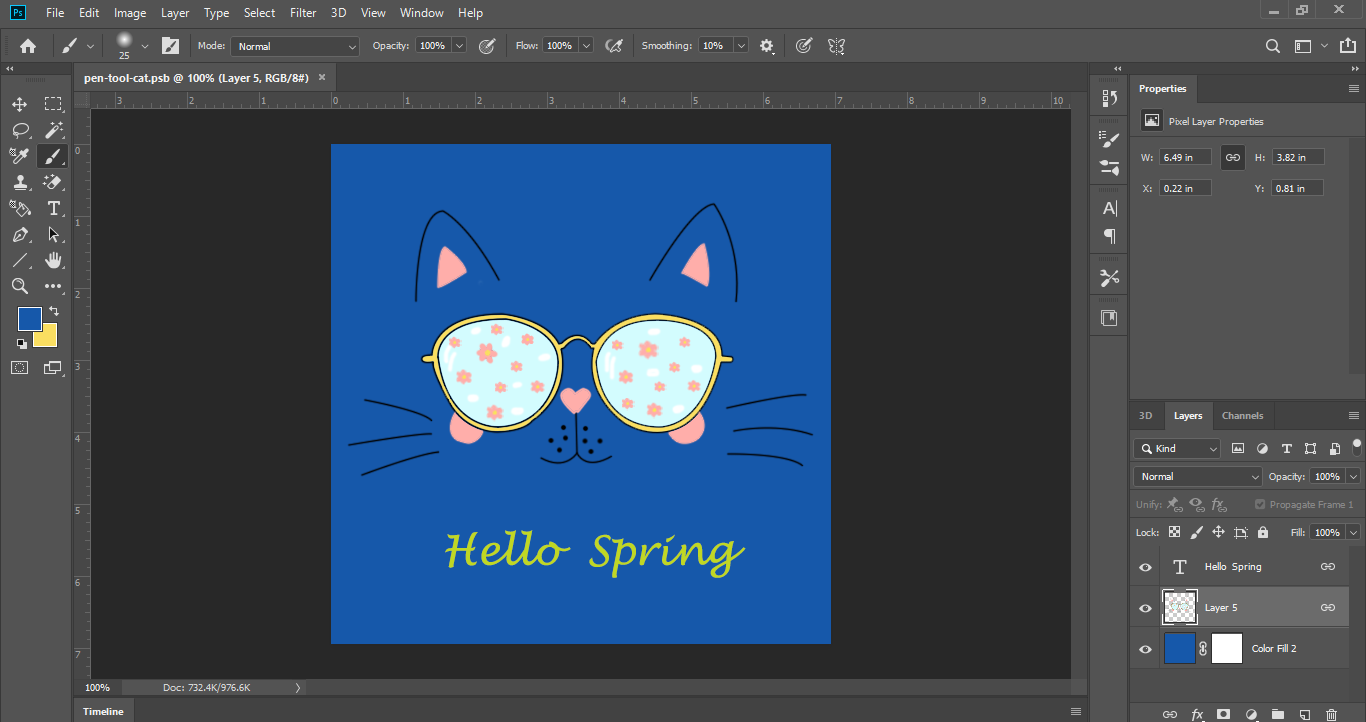 Ps File Edit Image Layer Type Select Filter 3D View Window Help
25 Mode: Normal Opacity: 100% Flow: 100% Smoothing: 10%
pen-tool-cat.psb @ 100% (Layer 5, RGB/8#)
3 2 1 0 1 2 3 4 5 6 7 8 9 10
0
1
2
3
4
5
6
7
Hello Spring
100% Doc: 732.4K/976.6K
Timeline
Properties
Pixel Layer Properties
W: 6.49 in H: 3.82 in
X: 0.22 in Y: 0.81 in
3D Layers Channels
Kind
Normal Opacity: 100%
Unify: Propagate Frame 1
Lock: Fill: 100%
Hello Spring
Layer 5
Color Fill 2